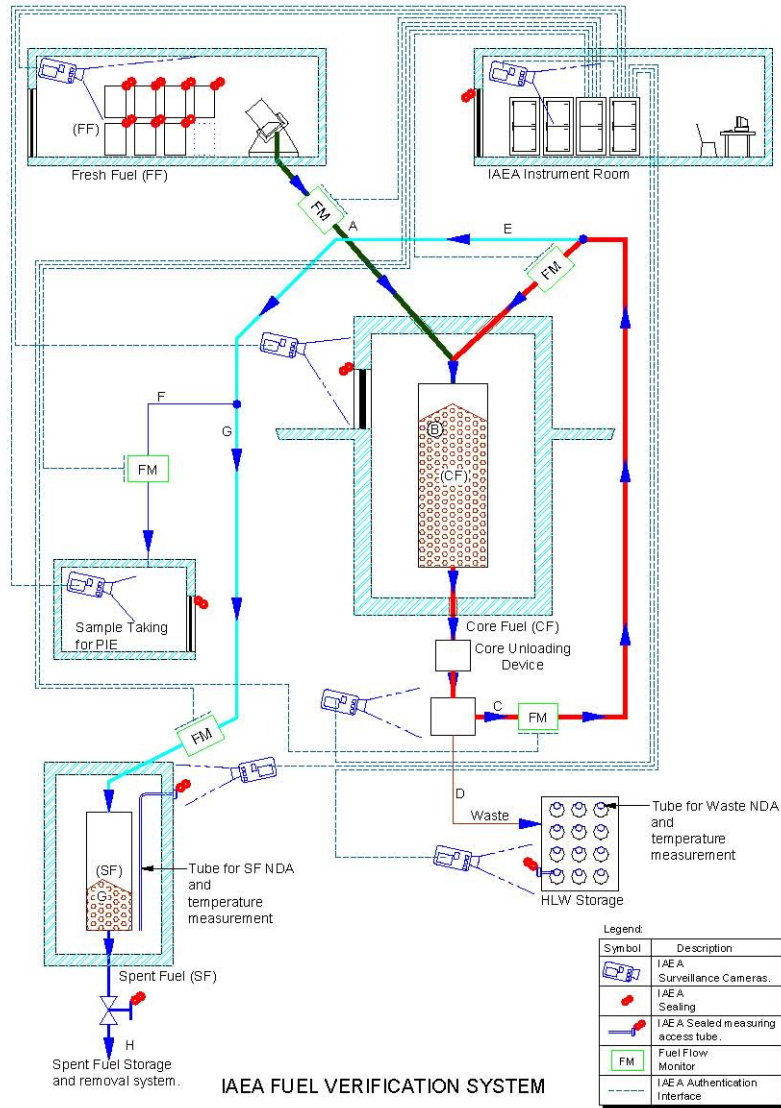 (FF)
Fresh Fuel (FF)
IAEA Instrument Room
FM
A
E
FM
F
G
FM
B
(CF)
Sample Taking
for PIE
Core Fuel (CF)
Core Unloading
Device
C
FM
FM
D
Waste
Tube for Waste NDA
and
temperature
measurement
HLW Storage
(SF)
G
Tube for SF NDA
and
temperature
measurement
Spent Fuel (SF)
H
Spent Fuel Storage
and removal system.
IAEA FUEL VERIFICATION SYSTEM
Legend:
Symbol Description
IAEA
Surveillance Cameras.
IAEA
Sealing
IAEA Sealed measuring
access tube.
FM Fuel Flow
Monitor
IAEA Authentication
Interface